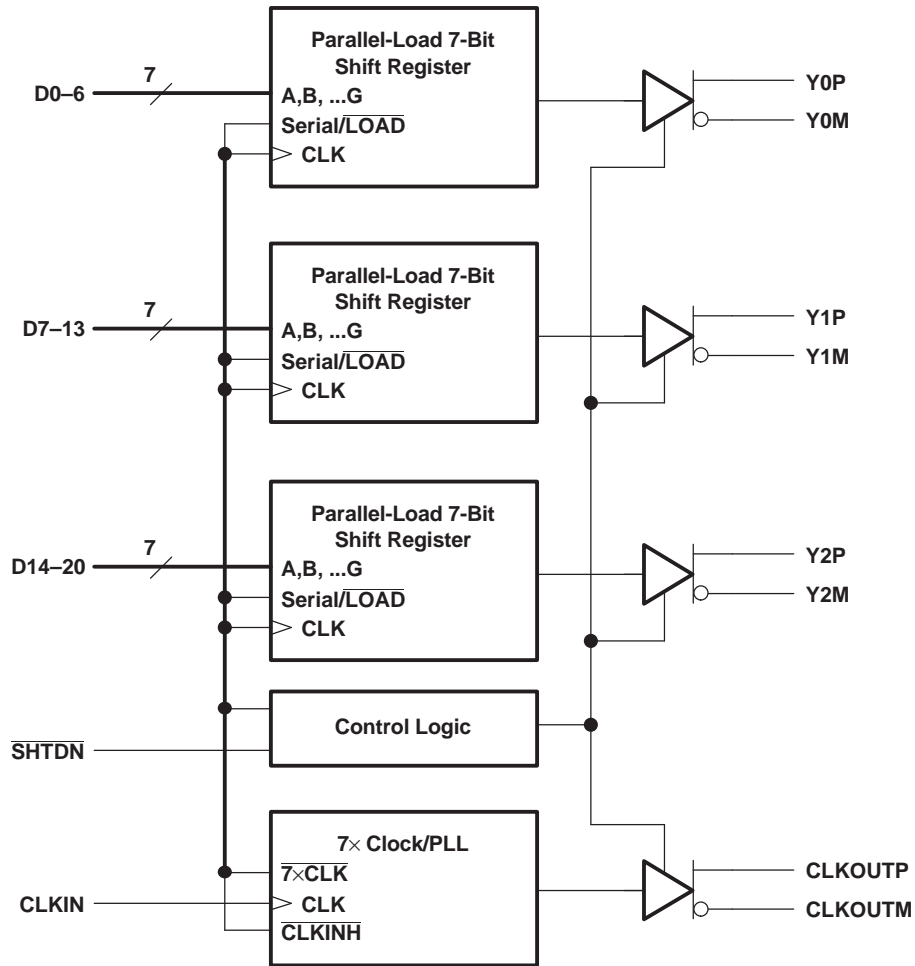 Parallel-Load 7-Bit
Shift Register
7
D0–6
A,B, ...G
Serial/LOAD
CLK
Y0P
Y0M
Parallel-Load 7-Bit
Shift Register
7
D7–13
A,B, ...G
Serial/LOAD
CLK
Y1P
Y1M
Parallel-Load 7-Bit
Shift Register
7
D14–20
A,B, ...G
Serial/LOAD
CLK
Y2P
Y2M
Control Logic
SHTDN
7× Clock/PLL
7×CLK
CLKIN
CLK
CLKINH
CLKOUTP
CLKOUTM